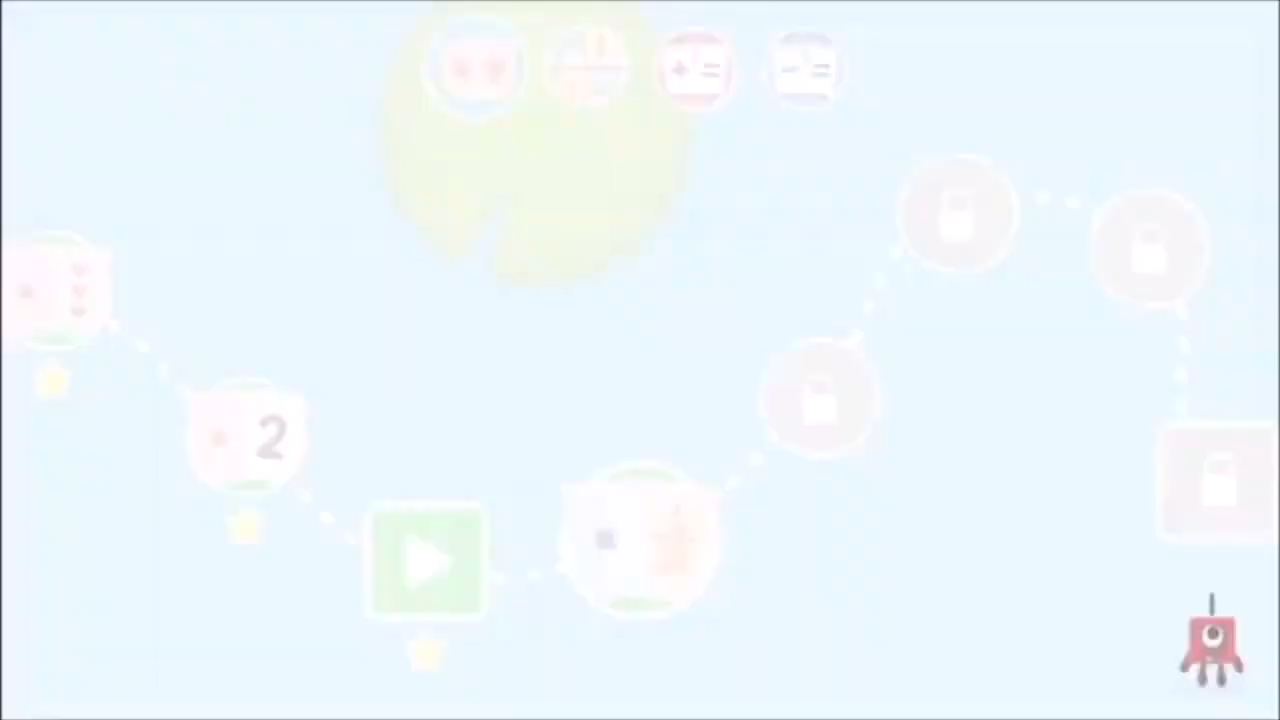 + =
- =
2